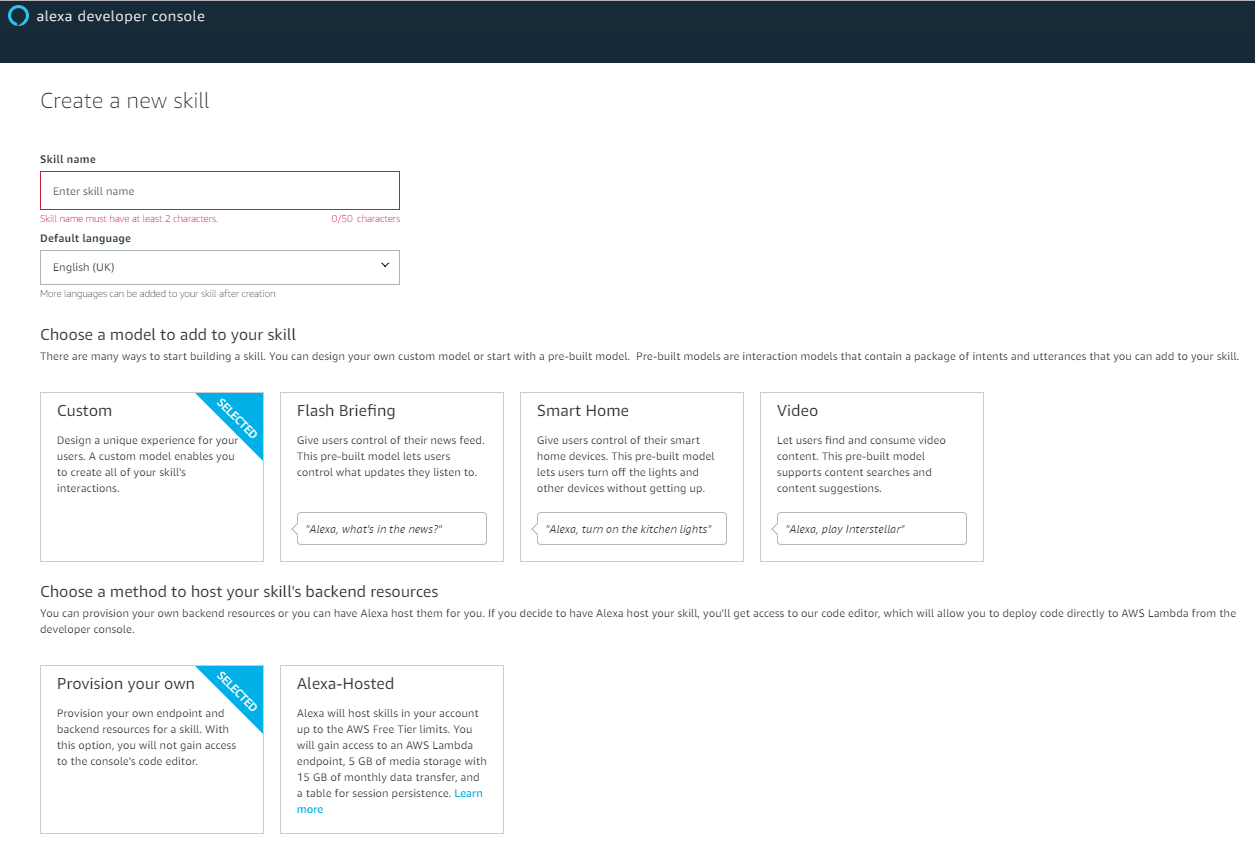 alexa developer console
Create a new skill
Skill name
Enter skill name
Skill name must have at least 2 characters. 0/50 characters
Default language
English (UK)
More languages can be added to your skill after creation
Choose a model to add to your skill
There are many ways to start building a skill. You can design your own custom model or start with a pre-built model. Pre-built models are interaction models that contain a package of intents and utterances that you can add to your skill.
Custom
SELECTED
Design a unique experience for your
users. A custom model enables you
to create all of your skill's
interactions.
Flash Briefing
Give users control of their news feed.
This pre-built model lets users
control what updates they listen to.
"Alexa, what's in the news?"
Smart Home
Give users control of their smart
home devices. This pre-built model
lets users turn off the lights and
other devices without getting up.
"Alexa, turn on the kitchen lights"
Video
Let users find and consume video
content. This pre-built model
supports content searches and
content suggestions.
"Alexa, play Interstellar"
Choose a method to host your skill's backend resources
You can provision your own backend resources or you can have Alexa host them for you. If you decide to have Alexa host your skill, you'll get access to our code editor, which will allow you to deploy code directly to AWS Lambda from the
developer console.
Provision your own
SELECTED
Provision your own endpoint and
backend resources for a skill. With
this option, you will not gain access
to the console's code editor.
Alexa-Hosted
Alexa will host skills in your account
up to the AWS Free Tier limits. You
will gain access to an AWS Lambda
endpoint, 5 GB of media storage with
15 GB of monthly data transfer, and
a table for session persistence. Learn
more